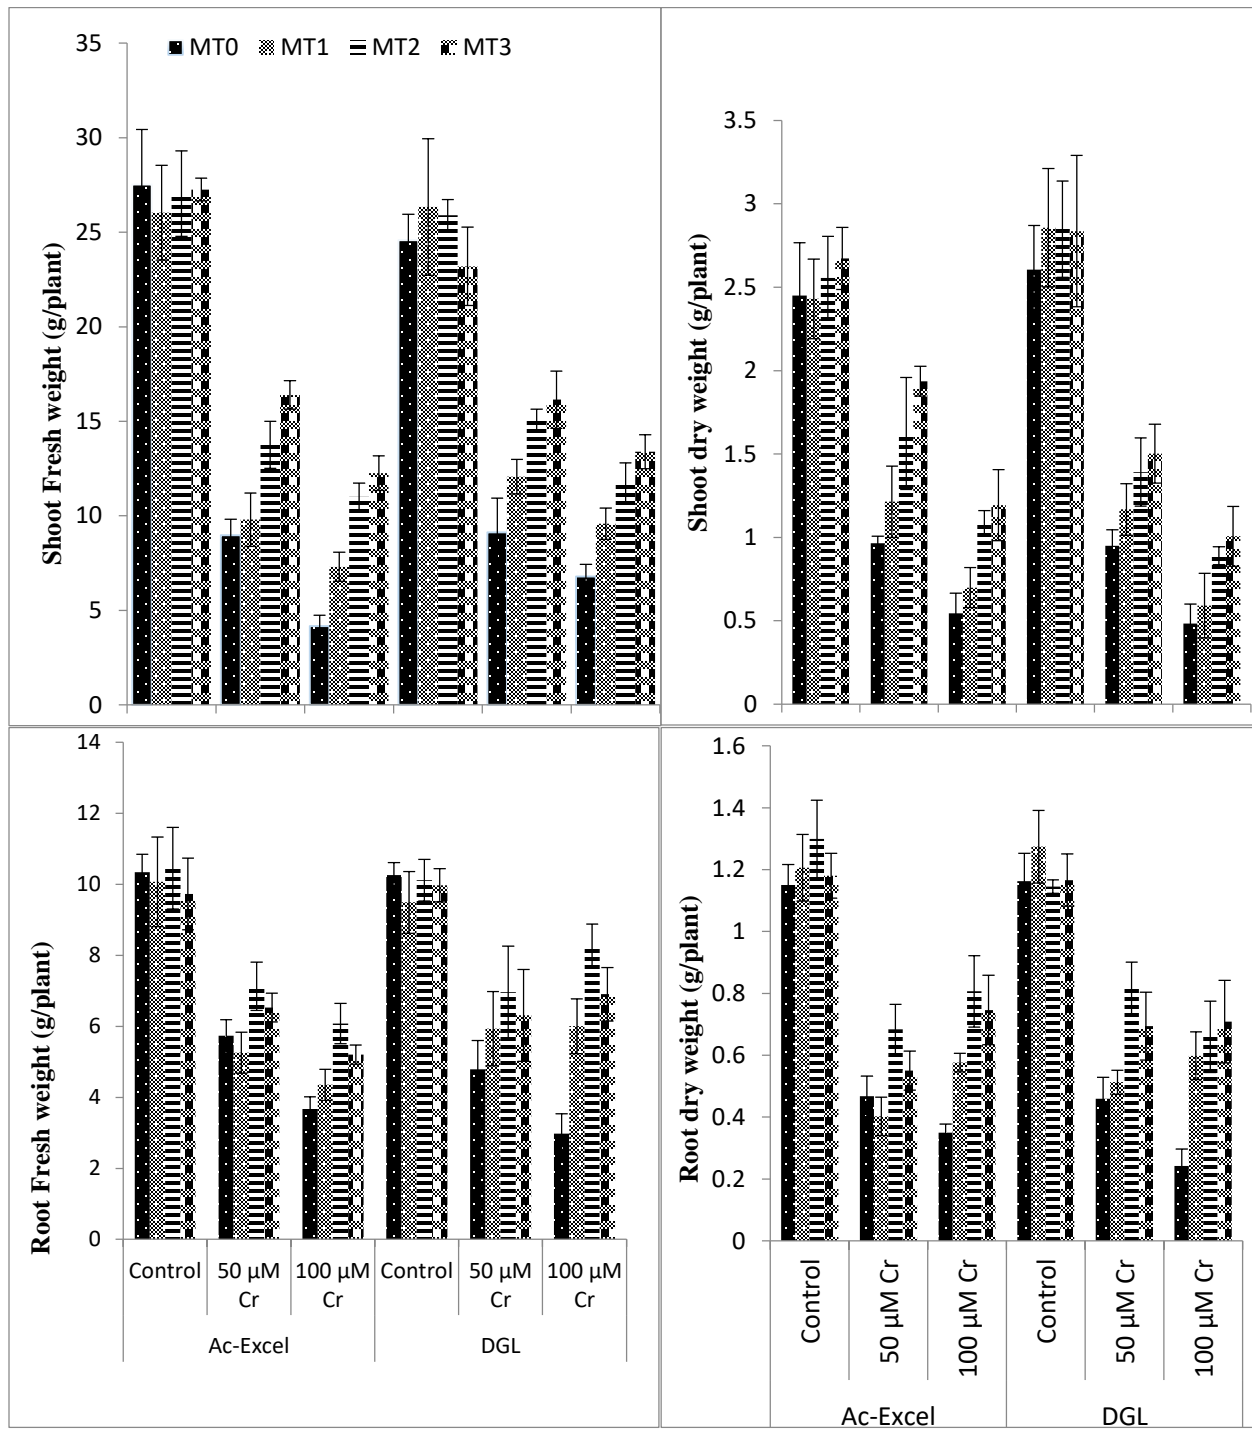 35
30
25
20
15
10
5
0
Shoot Fresh weight (g/plant)
MT0 MT1 MT2 MT3
3.5
3
2.5
2
1.5
1
0.5
0
Shoot dry weight (g/plant)
14
12
10
8
6
4
2
0
Root Fresh weight (g/plant)
Control 50 µM 100 µM Control 50 µM 100 µM
Cr Cr Cr Cr
Ac-Excel DGL
1.6
1.4
1.2
1
0.8
0.6
0.4
0.2
0
Root dry weight (g/plant)
Control
50 µM Cr
100 µM Cr
Control
50 µM Cr
100 µM Cr
Ac-Excel DGL